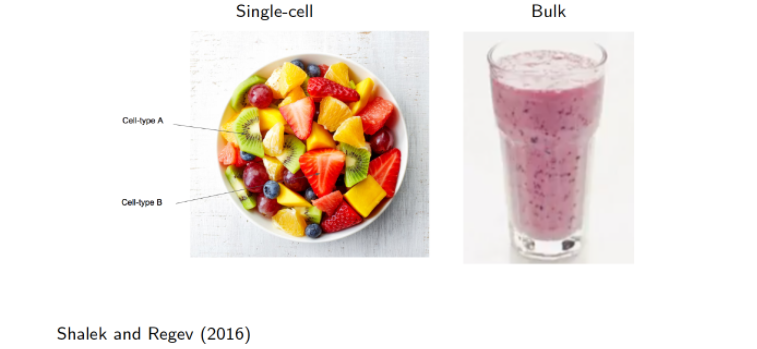 Single-cell
Bulk
Cell-type A
Cell-type B
Shalek and Regev (2016)